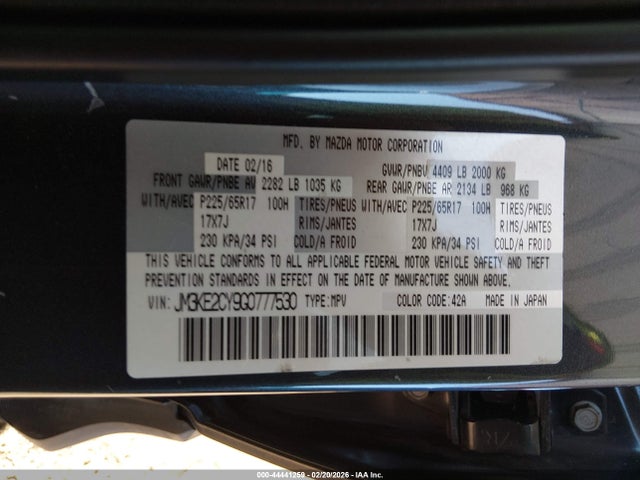 MFD. BY MAZDA MOTOR CORPORATION
DATE 02/16 GVWR/PNBV 4409 LB 2000 KG
FRONT GAWR/PNBE AV 2282 LB 1035 KG REAR GAWR/PNBE AR 2134 LB 968 KG
WITH/AVEC P225/65R17 100H TIRES/PNEUS WITH/AVEC P225/65R17 100H TIRES/PNEUS
17X7J RIMS/JANTES 17X7J RIMS/JANTES
230 KPA/34 PSI COLD/A FROID 230 KPA/34 PSI COLD/A FROID
THIS VEHICLE CONFORMS TO ALL APPLICABLE FEDERAL MOTOR VEHICLE SAFETY AND THEFT
PREVENTION STANDARDS IN EFFECT ON THE DATE OF MANUFACTURE SHOWN ABOVE.
VIN: JM3KE2CY9G0777530 TYPE:MPV COLOR CODE:42A MADE IN JAPAN
000-44441259 - 02/20/2026 - IAA Inc.